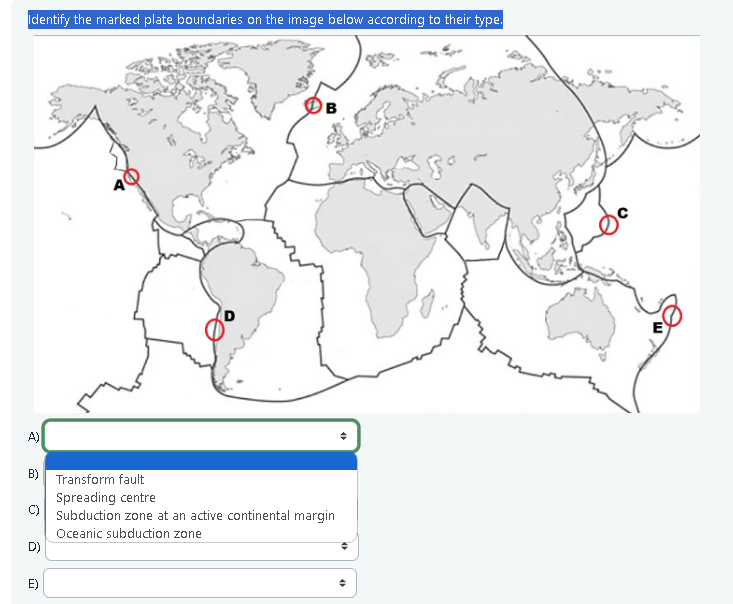 Identify the marked plate boundaries on the image below according to their type.
B
A
C
D
E
A)
B)
Transform fault
Spreading centre
C)
Subduction zone at an active continental margin
Oceanic subduction zone
D)
E)